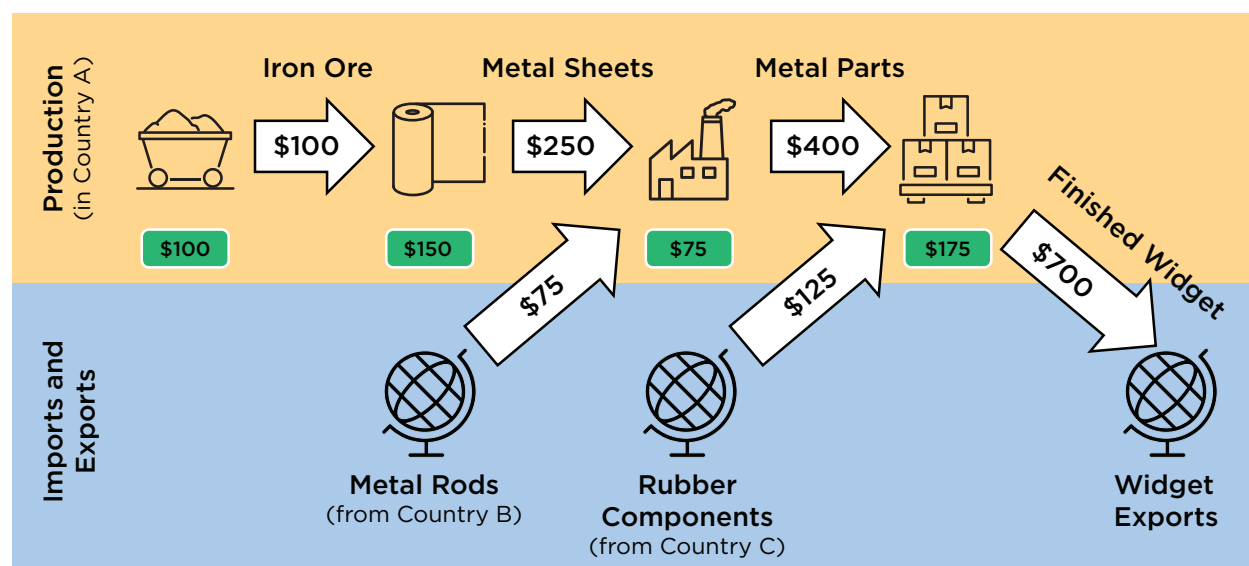 Production
(in Country A)
Iron Ore
Metal Sheets
Metal Parts
$100
$250
$400
$100
$150
$75
$175
$75
$125
Finished Widget
$700
Imports and
Exports
Metal Rods
(from Country B)
Rubber
Components
(from Country C)
Widget
Exports